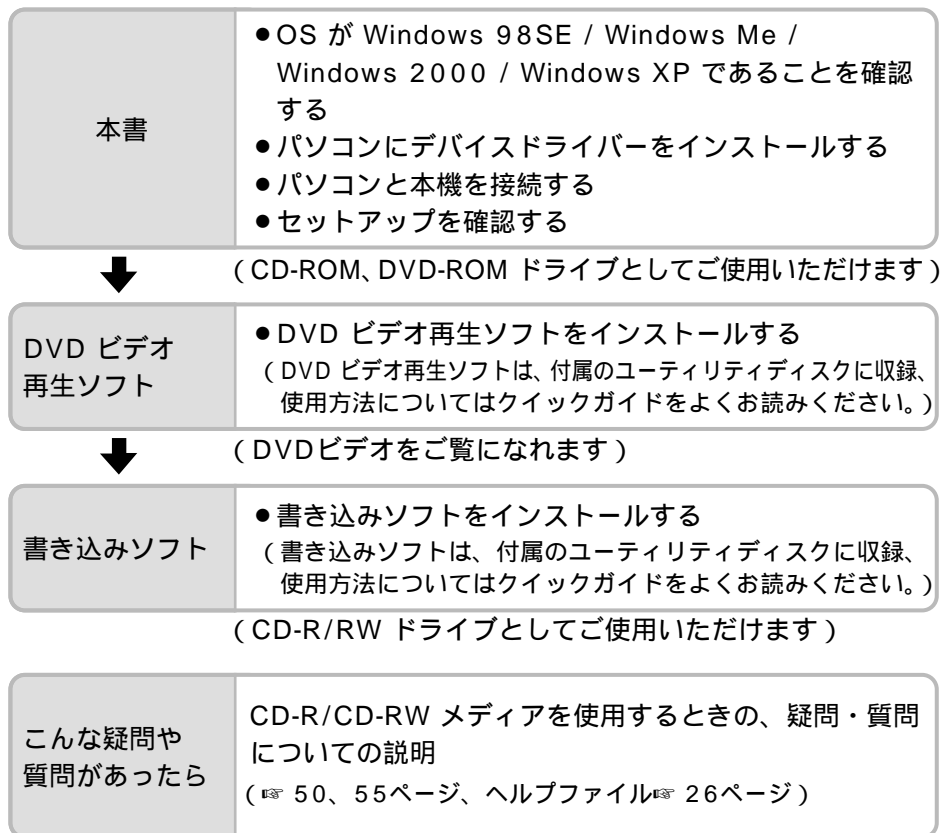 本書
●OS が Windows 98SE / Windows Me /
Windows 2000 / Windows XP であることを確認
する
●パソコンにデバイスドライバーをインストールする
●パソコンと本機を接続する
●セットアップを確認する
（CD-ROM、DVD-ROM ドライブとしてご使用いただけます）
DVD ビデオ
再生ソフト
●DVD ビデオ再生ソフトをインストールする
（DVD ビデオ再生ソフトは、付属のユーティリティディスクに収録、
使用方法についてはクイックガイドをよくお読みください。）
（DVDビデオをご覧になれます）
書き込みソフト
●書き込みソフトをインストールする
（書き込みソフトは、付属のユーティリティディスクに収録、
使用方法についてはクイックガイドをよくお読みください。）
（CD-R/RW ドライブとしてご使用いただけます）
こんな疑問や
質問があったら
CD-R/CD-RW メディアを使用するときの、疑問・質問
についての説明
（☞ 50、55ページ、ヘルプファイル☞ 26ページ）